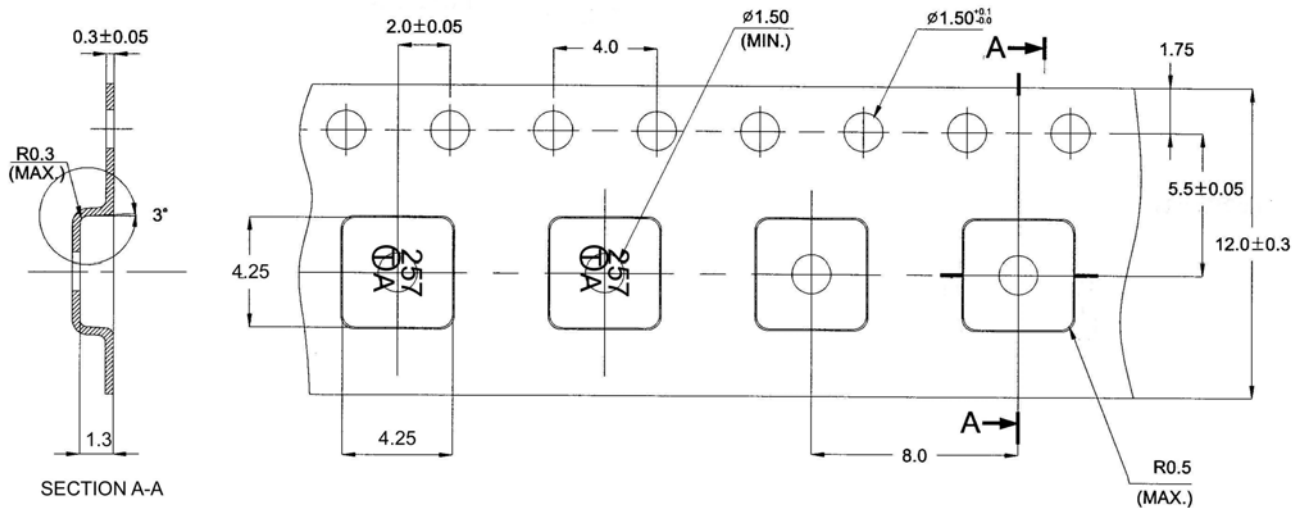 0.3±0.05
2.0±0.05
4.0
ø1.50
(MIN.)
ø1.50+0.1
-0.0
A
1.75
R0.3
(MAX.)
3°
5.5±0.05
12.0±0.3
4.25
257
T A
257
T A
1.3
4.25
8.0
A
R0.5
(MAX.)
SECTION A-A